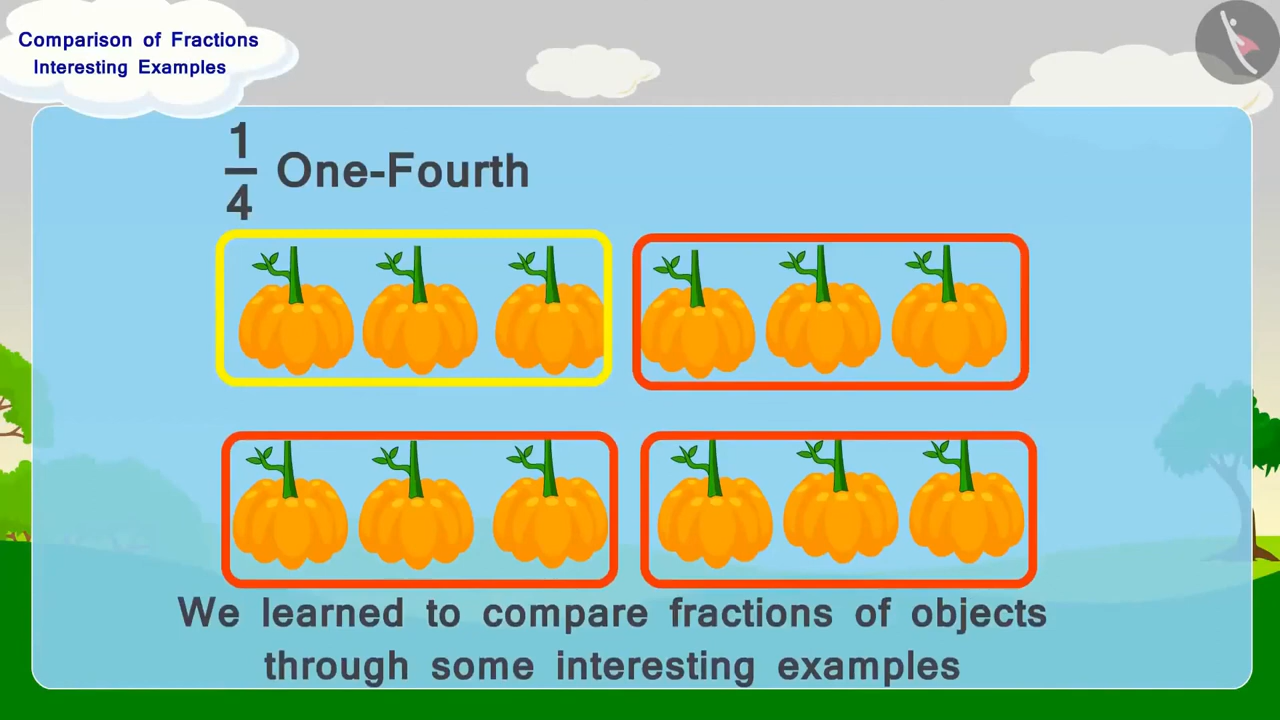 Comparison of Fractions
Interesting Examples
1
4
One-Fourth
We learned to compare fractions of objects
through some interesting examples